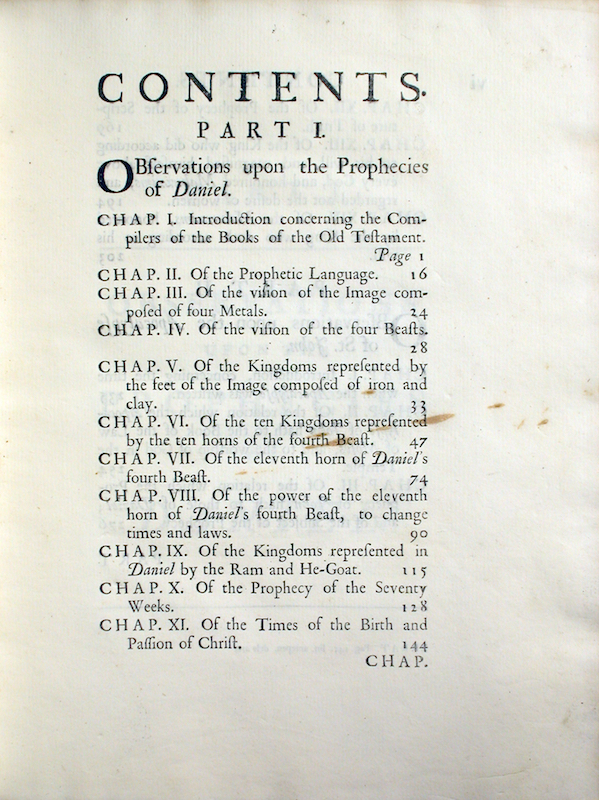 CONTENTS.
PART I.
OBſervations upon the Prophecies
of Daniel.
CHAP. I. Introduction concerning the Com-
pilers of the Books of the Old Teſtament.
Page 1
CHAP. II. Of the Prophetic Language. 16
CHAP. III. Of the viſion of the Image com-
poſed of four Metals. 24
CHAP. IV. Of the viſion of the four Beaſts.
28
CHAP. V. Of the Kingdoms repreſented by
the feet of the Image compoſed of iron and
clay. 33
CHAP. VI. Of the ten Kingdoms repreſented
by the ten horns of the fourth Beaſt. 47
CHAP. VII. Of the eleventh horn of Daniel's
fourth Beaſt. 74
CHAP. VIII. Of the power of the eleventh
horn of Daniel's fourth Beaſt, to change
times and laws. 90
CHAP. IX. Of the Kingdoms repreſented in
Daniel by the Ram and He-Goat. 115
CHAP. X. Of the Prophecy of the Seventy
Weeks. 128
CHAP. XI. Of the Times of the Birth and
Paſſion of Chriſt. 144
CHAP.